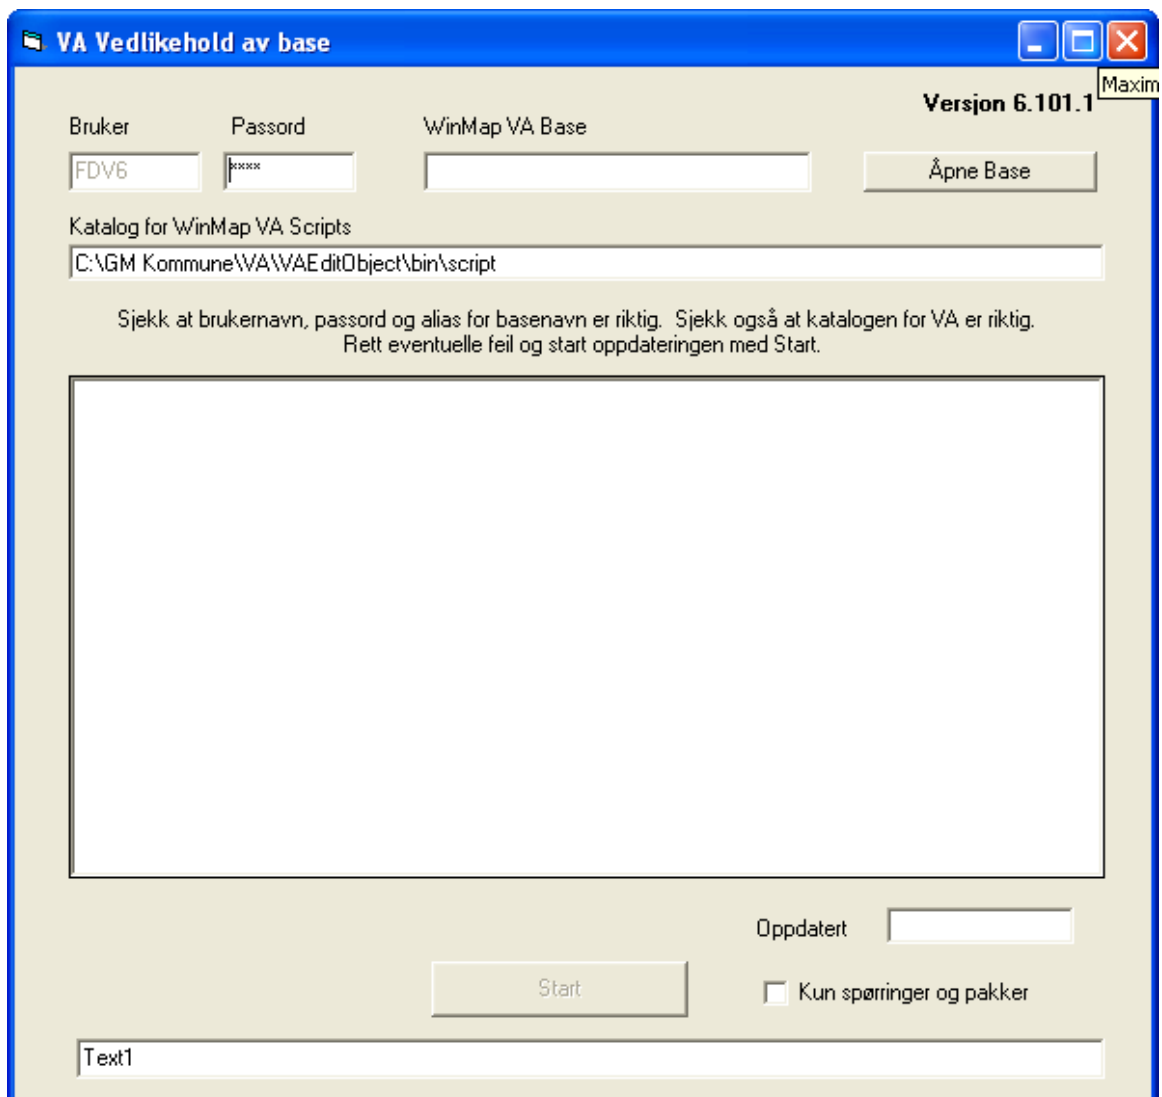 VA Vedlikehold av base
Maxim
Versjon 6.101.1
Bruker Passord WinMap VA Base
FDV6 **** Åpne Base
Katalog for WinMap VA Scripts
C:\GM Kommune\VA\VAEditObject\bin\script
Sjekk at brukernavn, passord og alias for basenavn er riktig. Sjekk også at katalogen for VA er riktig.
Rett eventuelle feil og start oppdateringen med Start.
Oppdatert
Start Kun spørringer og pakker
Text1